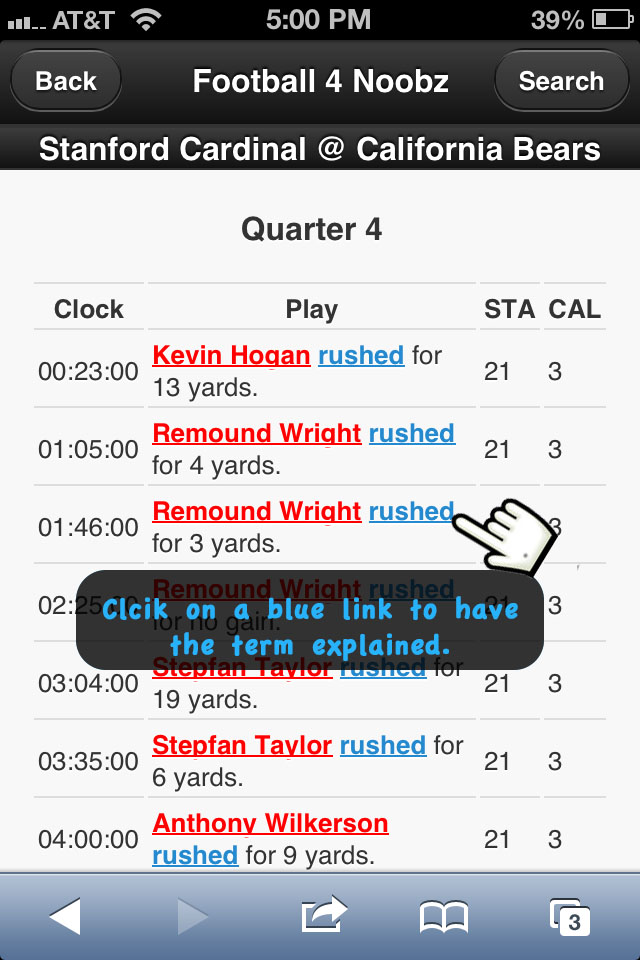 AT&T 5:00 PM 39%
Back Football 4 Noobz Search
Stanford Cardinal @ California Bears
Quarter 4
Clock Play STA CAL
00:23:00 Kevin Hogan rushed for 21 3
13 yards.
01:05:00 Remound Wright rushed 21 3
for 4 yards.
01:46:00 Remound Wright rushed 3
for 3 yards.
02:25:00 Remound Wright rushed 21 3
for no gain.
Clcik on a blue link to have
the term explained.
03:04:00 Stepfan Taylor rushed for 21 3
19 yards.
03:35:00 Stepfan Taylor rushed for 21 3
6 yards.
04:00:00 Anthony Wilkerson 21 3
rushed for 9 yards.
3